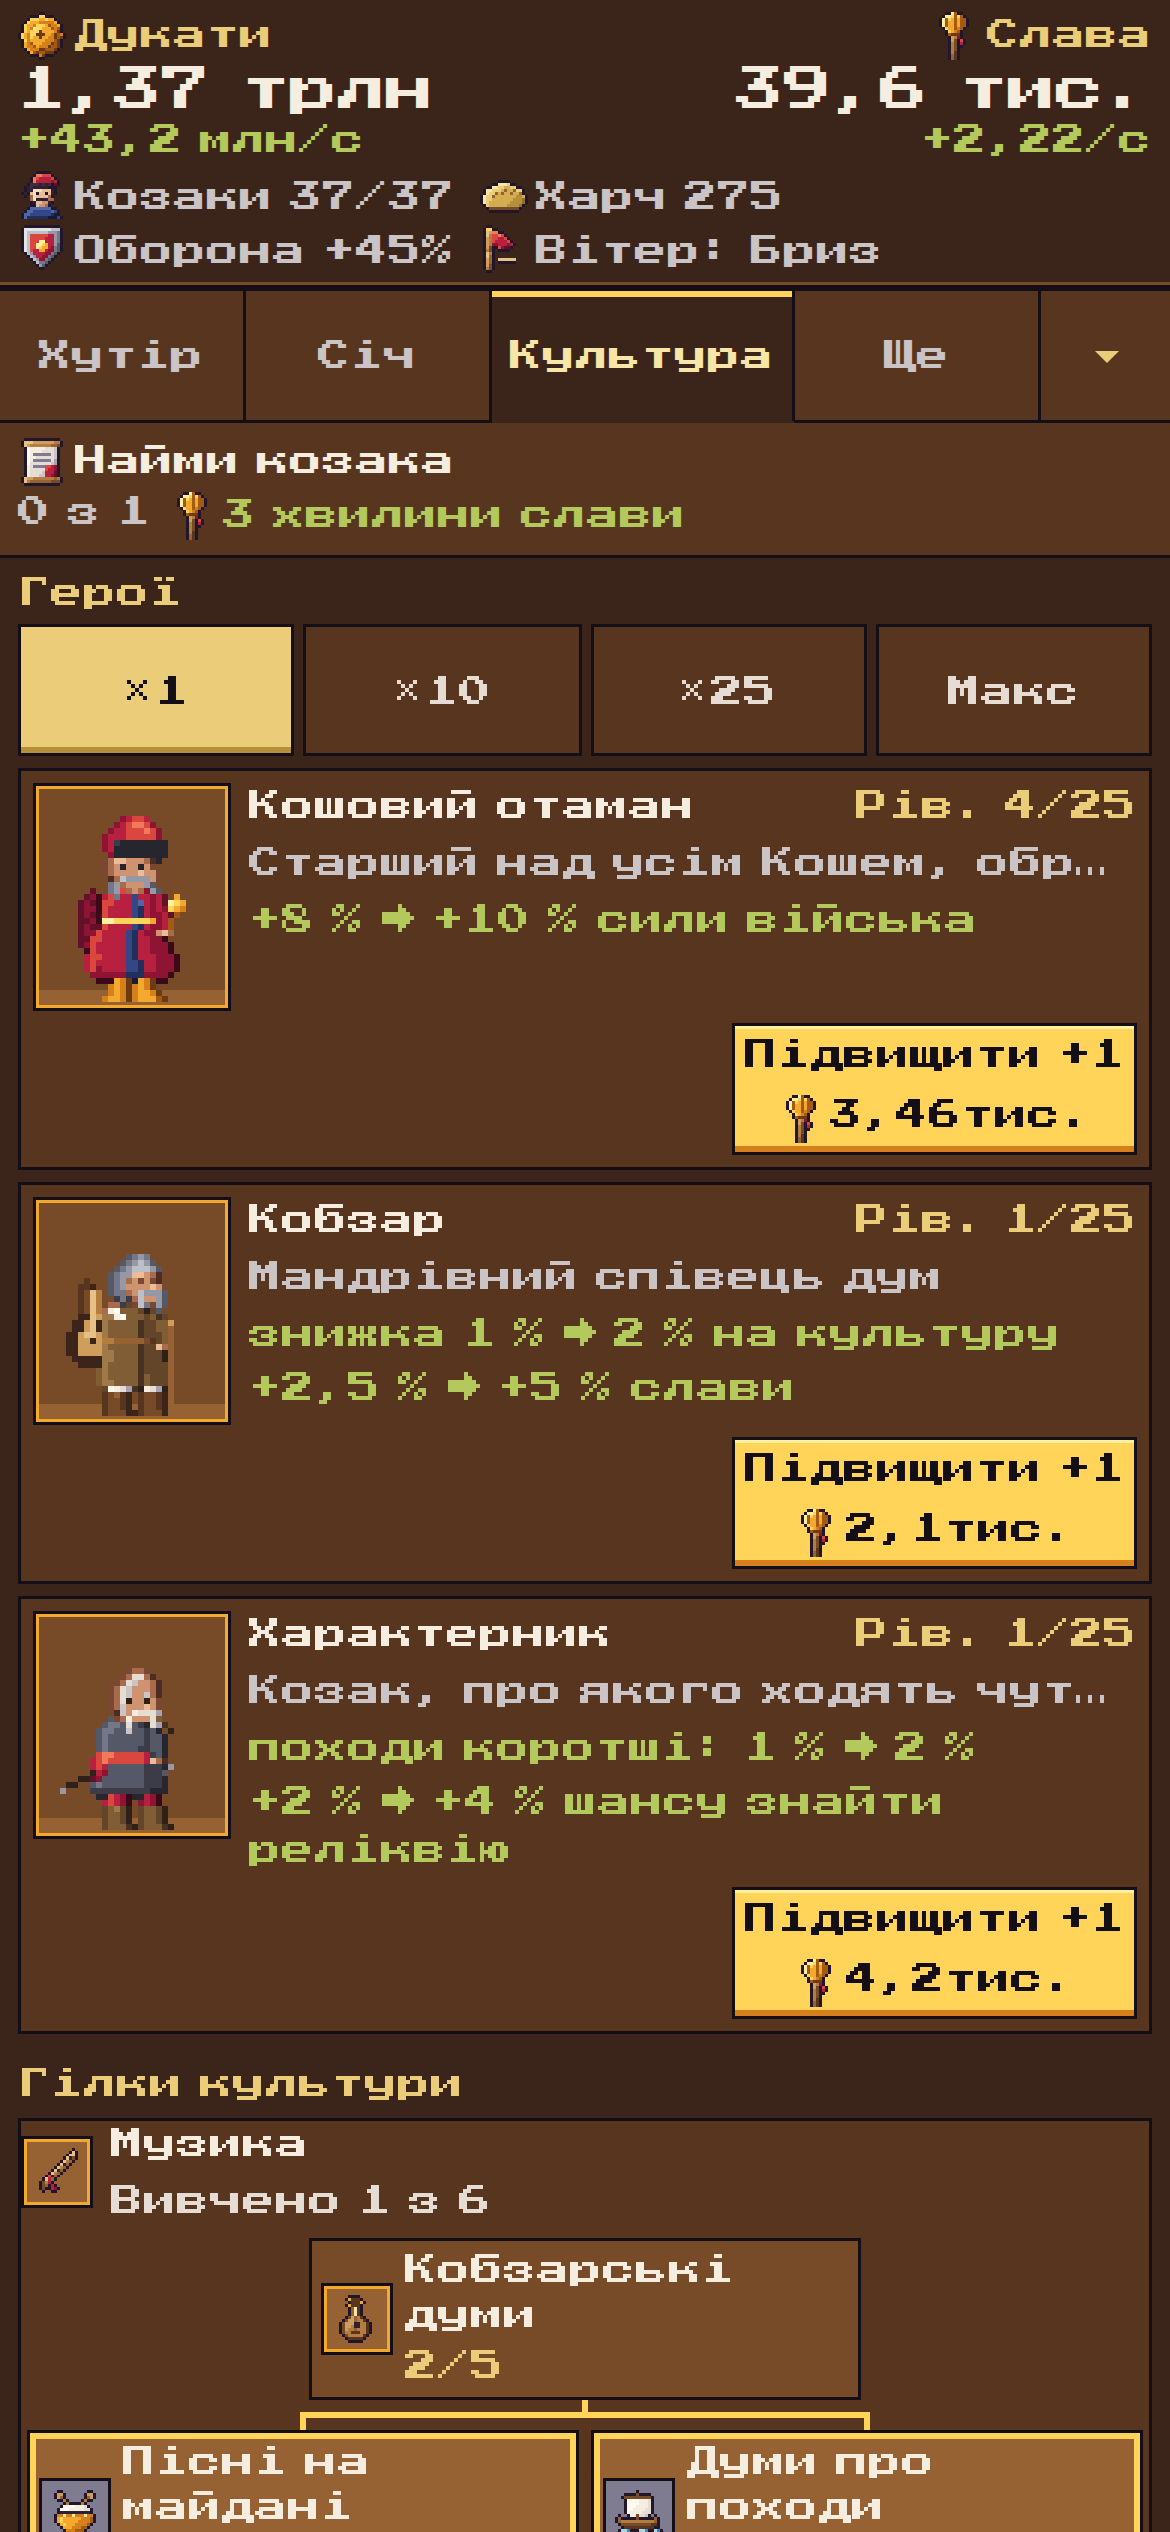 Дукати
Слава
1,37 трлн
39,6 тис.
+43,2 млн/с
+2,22/с
Козаки 37/37 Харч 275
Оборона +45% Вітер: Бриз
Хутір Січ Культура Ще
Найми козака
0 з 1 3 хвилини слави
Герої
×1 ×10 ×25 Макс
Кошовий отаман Рів. 4/25
Старший над усім Кошем, обр…
+8 % → +10 % сили війська
Підвищити +1
3,46тис.
Кобзар Рів. 1/25
Мандрівний співець дум
знижка 1 % → 2 % на культуру
+2,5 % → +5 % слави
Підвищити +1
2,1тис.
Характерник Рів. 1/25
Козак, про якого ходять чут…
походи коротші: 1 % → 2 %
+2 % → +4 % шансу знайти
реліквію
Підвищити +1
4,2тис.
Гілки культури
Музика
Вивчено 1 з 6
Кобзарські
думи
2/5
Пісні на
майдані
Думи про
походи